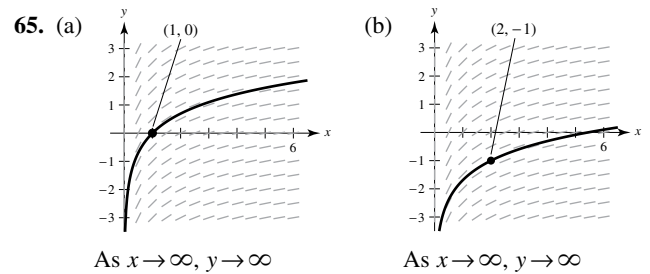 65. (a)
y
(1, 0)
3
2
1
x
6
−1
−2
−3
As x → ∞, y → ∞
(b)
y
(2, −1)
3
2
1
x
6
−1
−2
−3
As x → ∞, y → ∞